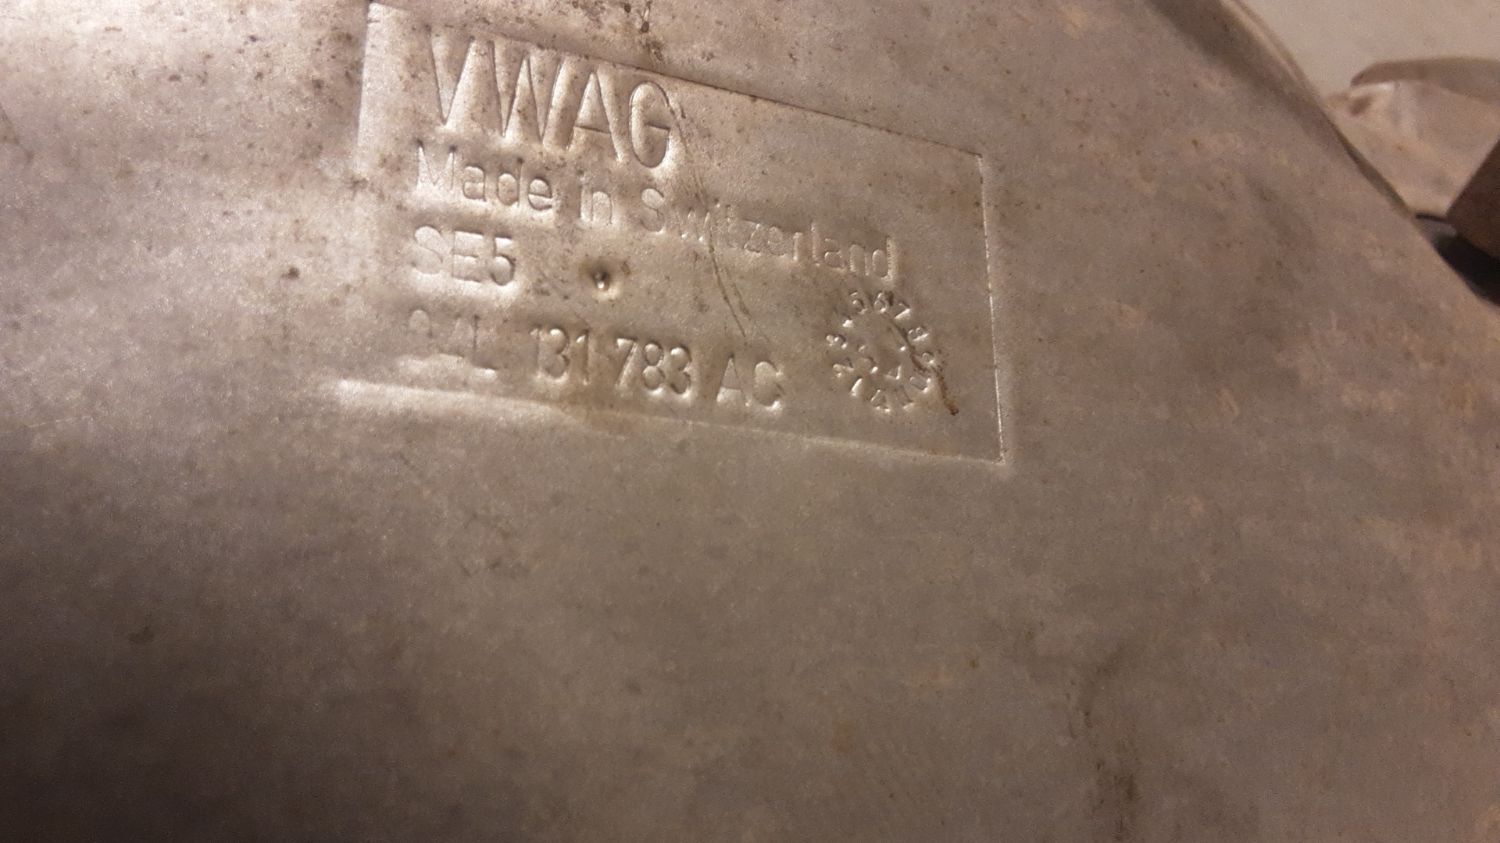 VWAG
Made in Switzerland
SE5
04L 131 783 AC